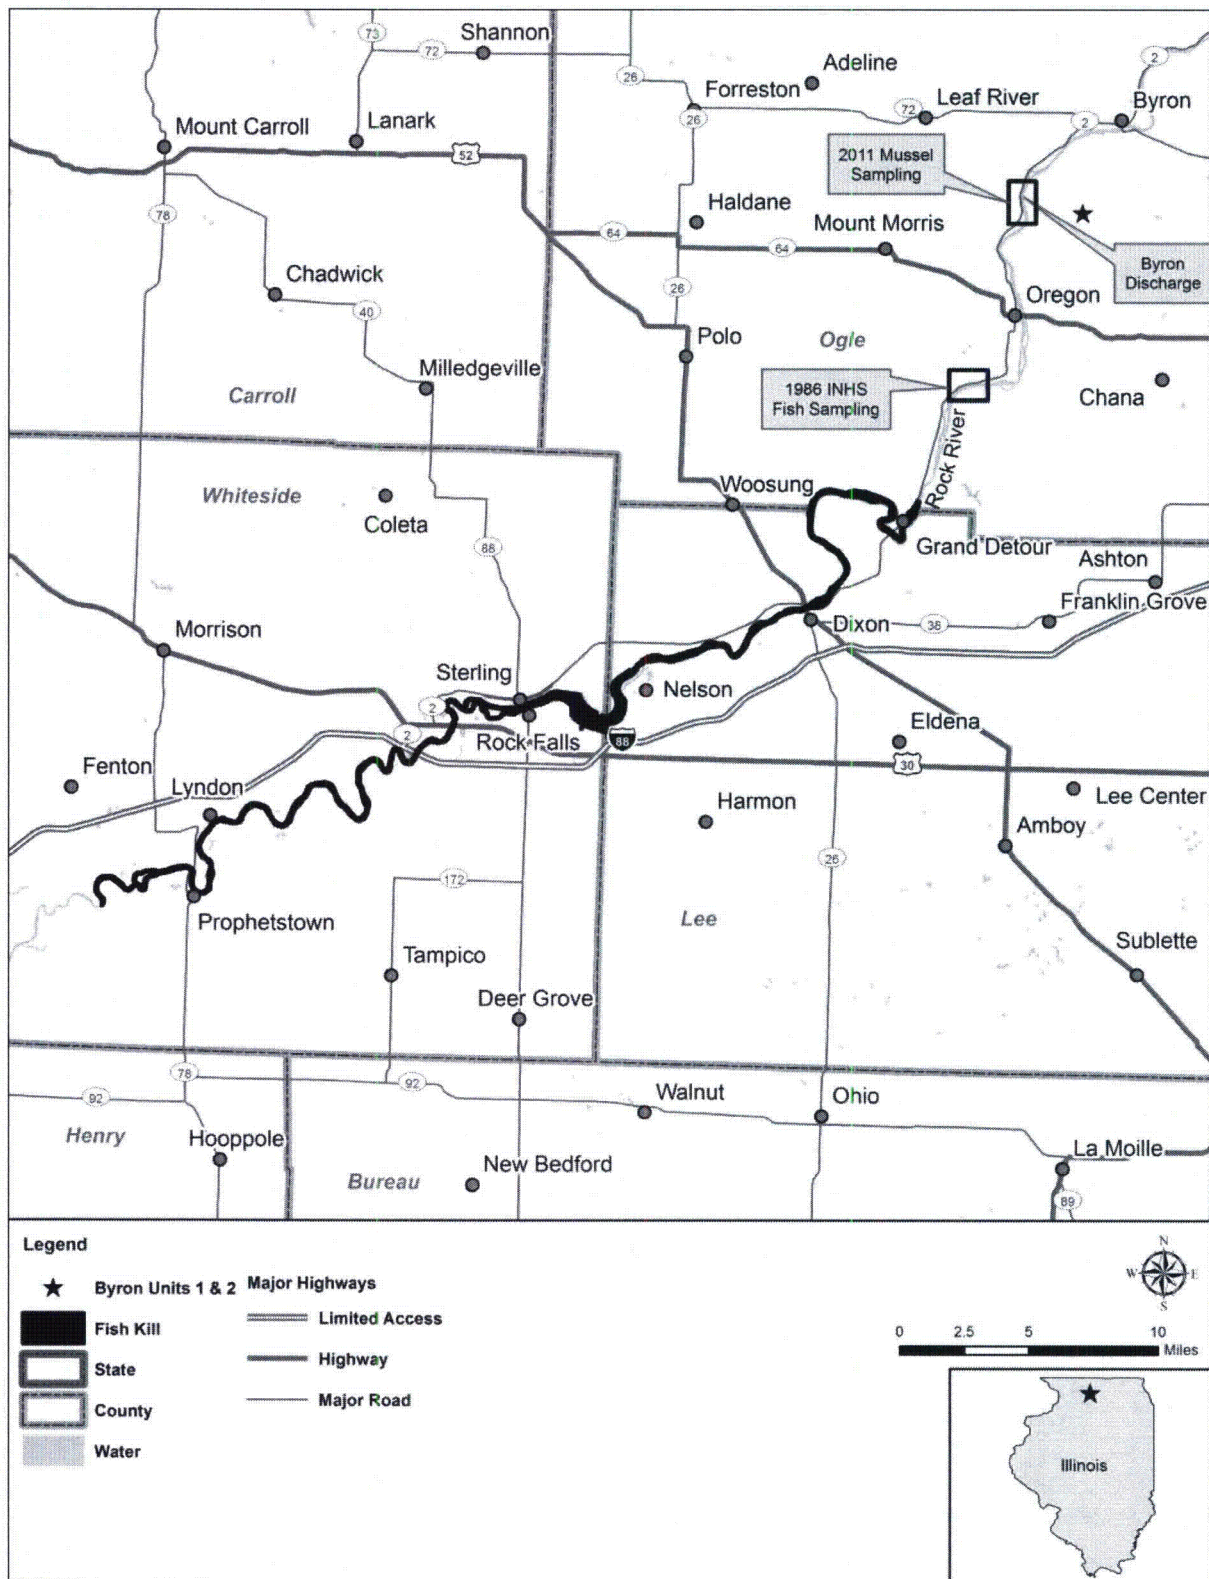 73
Shannon
72
26
Adeline
2
Forreston
72
Leaf River
Byron
26
2
Mount Carroll
Lanark
52
2011 Mussel
Sampling
78
Haldane
64
Mount Morris
64
Byron
Discharge
Chadwick
26
Oregon
40
Polo
Ogle
Milledgeville
1986 INHS
Fish Sampling
Chana
Carroll
Rock River
Whiteside
Woosung
Coleta
88
Grand Detour
Ashton
Franklin Grove
Morrison
Dixon
38
Sterling
Nelson
2
2
Rock Falls
88
Eldena
30
Fenton
Lyndon
Harmon
Lee Center
Amboy
26
172
Prophetstown
Lee
Sublette
Tampico
Deer Grove
78
92
92
Walnut
Ohio
Henry
Hooppole
La Moille
Bureau
New Bedford
89
Legend
N
W
E
S
Byron Units 1 & 2
Major Highways
Fish Kill
Limited Access
State
Highway
County
Major Road
Water
0
2.5
5
10
Miles
Illinois